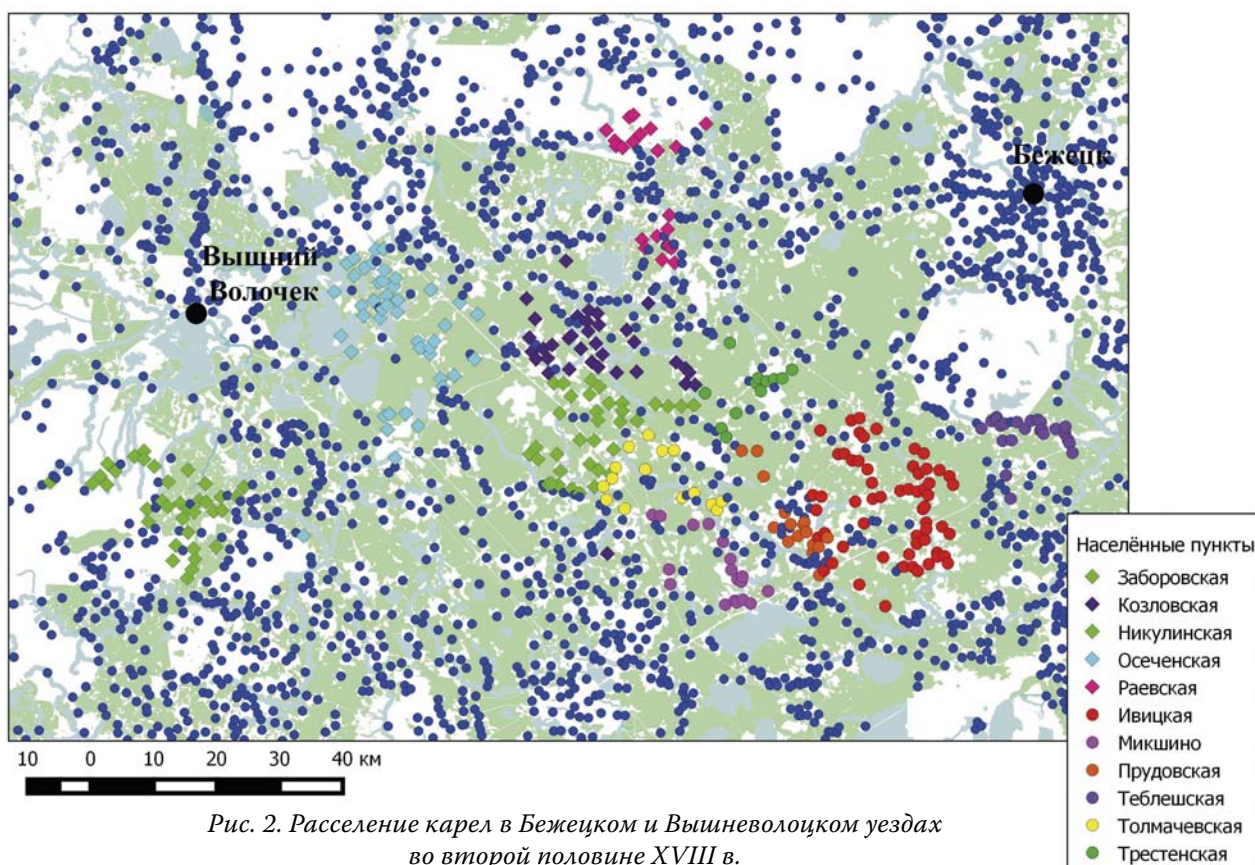 Бежецк
Вышний
Волочек
Населённые пункты
Заборовская
Козловская
Никулинская
Осеченская
Раевская
Ивицкая
Микшино
Прудовская
Теблешская
Толмачевская
Трестенская
10 0 10 20 30 40 км
Рис. 2. Расселение карел в Бежецком и Вышневолоцком уездах
во второй половине XVIII в.